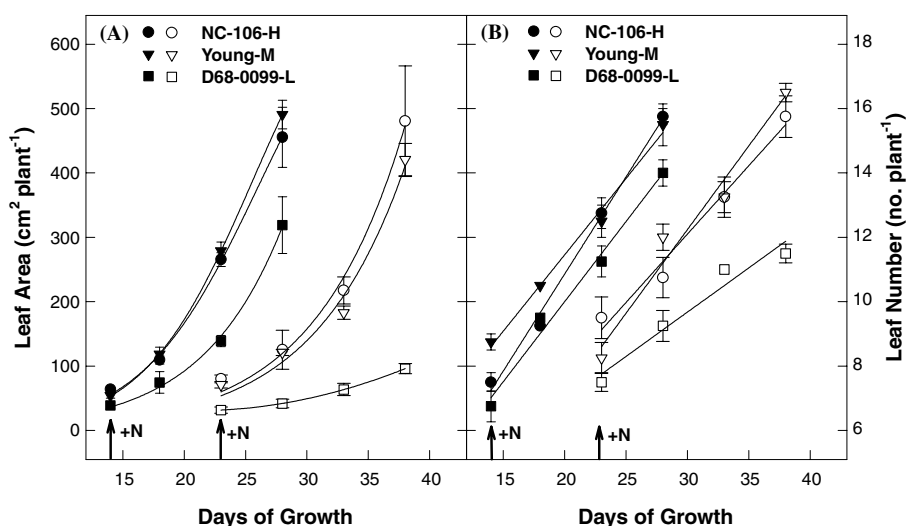 (A)
NC-106-H
Young-M
D68-0099-L
600
500
400
300
200
100
0
Leaf Area (cm² plant⁻¹)
+N
+N
15 20 25 30 35 40
Days of Growth
(B)
NC-106-H
Young-M
D68-0099-L
18
16
14
12
10
8
6
Leaf Number (no. plant⁻¹)
+N
+N
15 20 25 30 35 40
Days of Growth